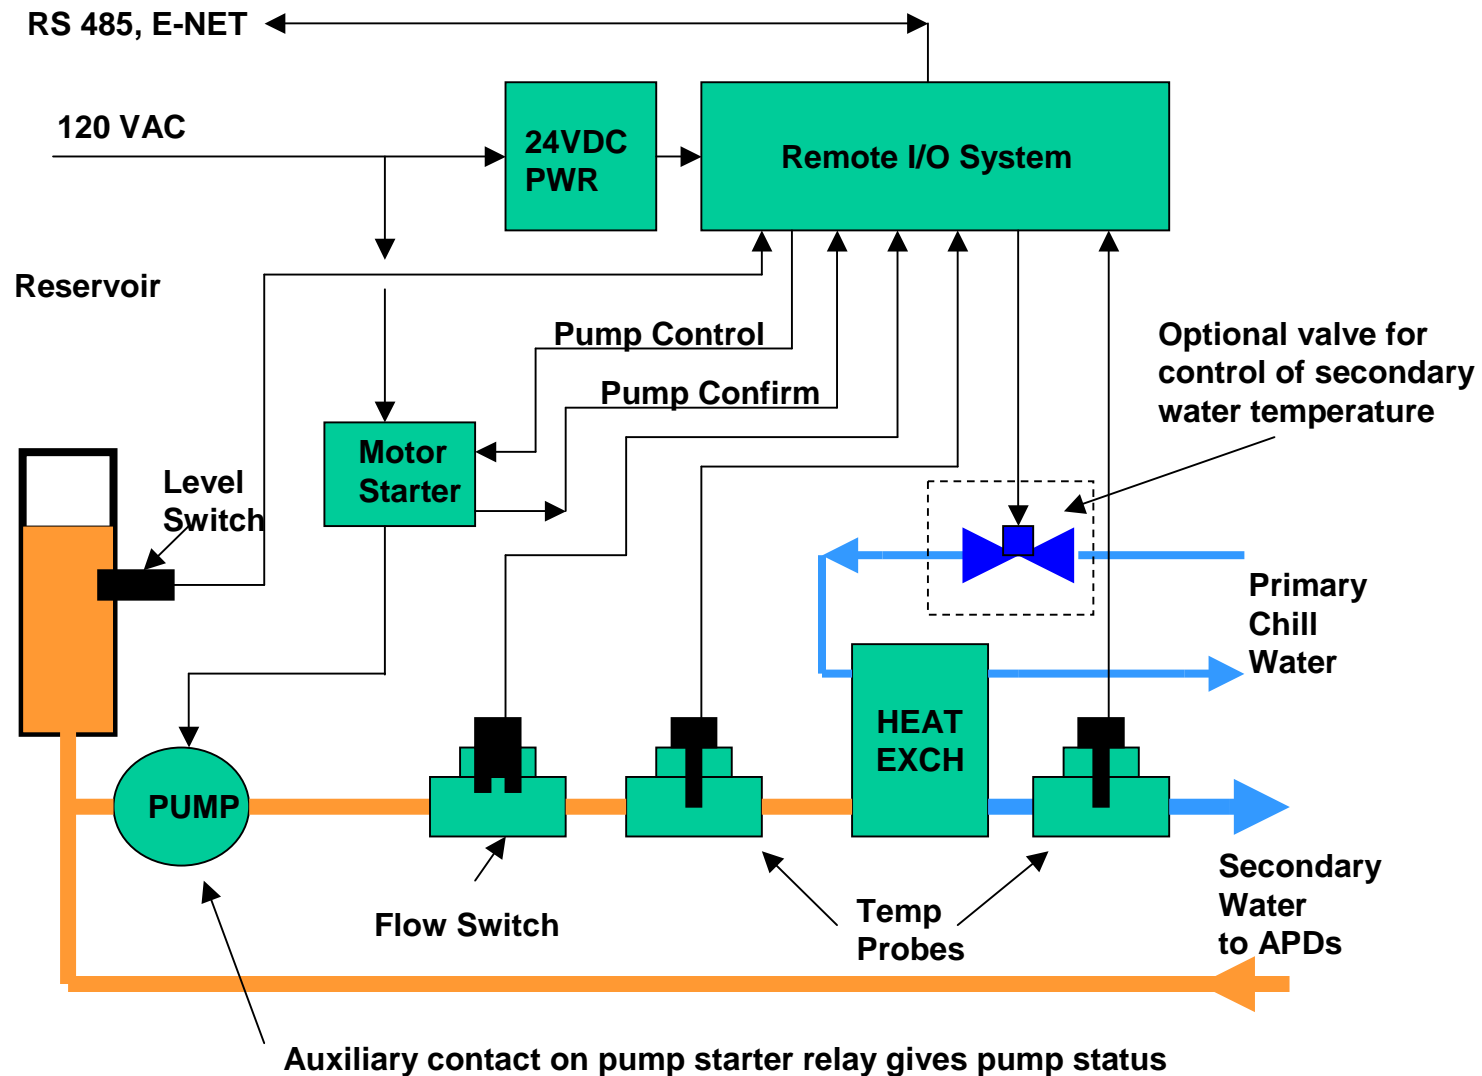 RS 485, E-NET
120 VAC
24VDC
PWR
Remote I/O System
Reservoir
Pump Control
Pump Confirm
Optional valve for
control of secondary
water temperature
Level
Switch
Motor
Starter
Primary
Chill
Water
HEAT
EXCH
PUMP
Flow Switch
Temp
Probes
Secondary
Water
to APDs
Auxiliary contact on pump starter relay gives pump status